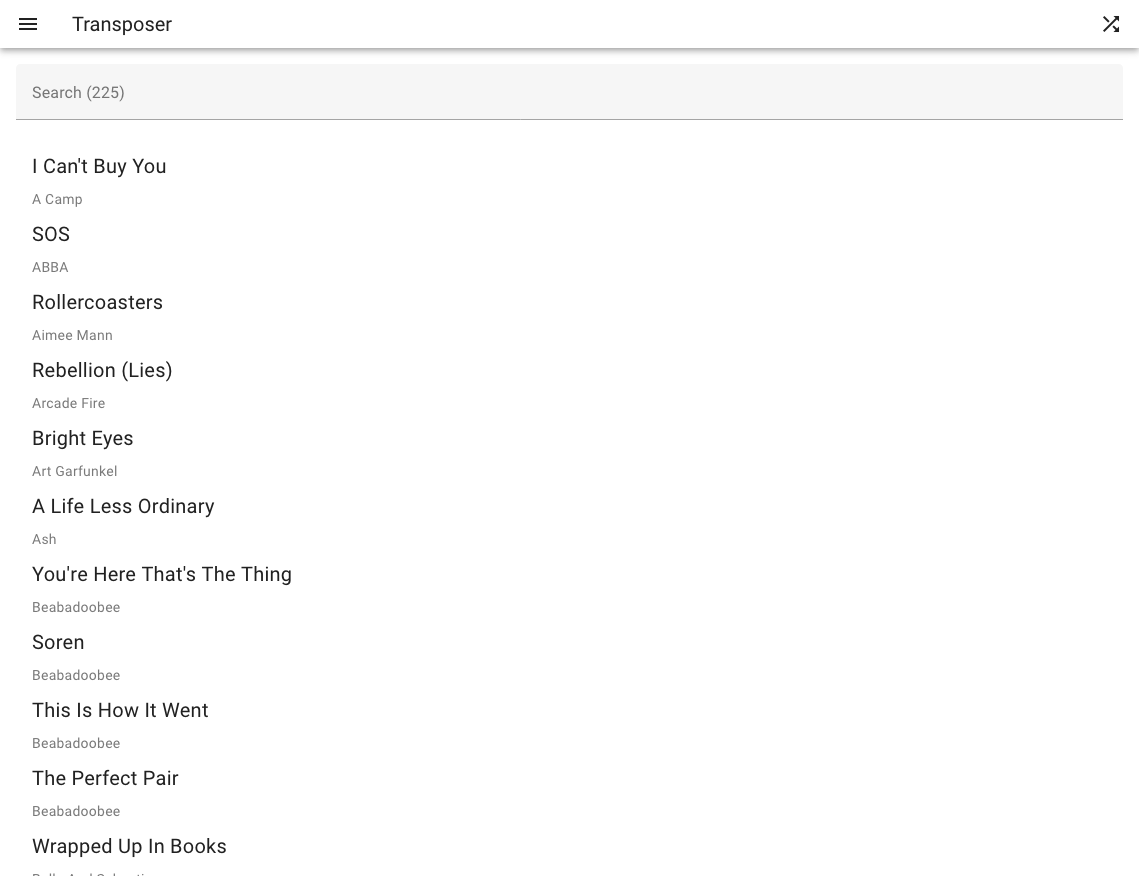 Transposer
Search (225)
I Can't Buy You
A Camp
SOS
ABBA
Rollercoasters
Aimee Mann
Rebellion (Lies)
Arcade Fire
Bright Eyes
Art Garfunkel
A Life Less Ordinary
Ash
You're Here That's The Thing
Beabadoobee
Soren
Beabadoobee
This Is How It Went
Beabadoobee
The Perfect Pair
Beabadoobee
Wrapped Up In Books